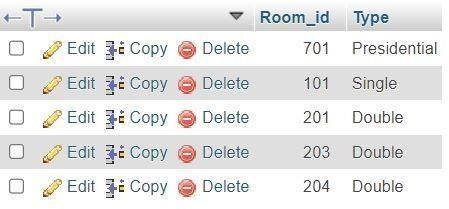 Room_id Type
Edit Copy Delete 701 Presidential
Edit Copy Delete 101 Single
Edit Copy Delete 201 Double
Edit Copy Delete 203 Double
Edit Copy Delete 204 Double